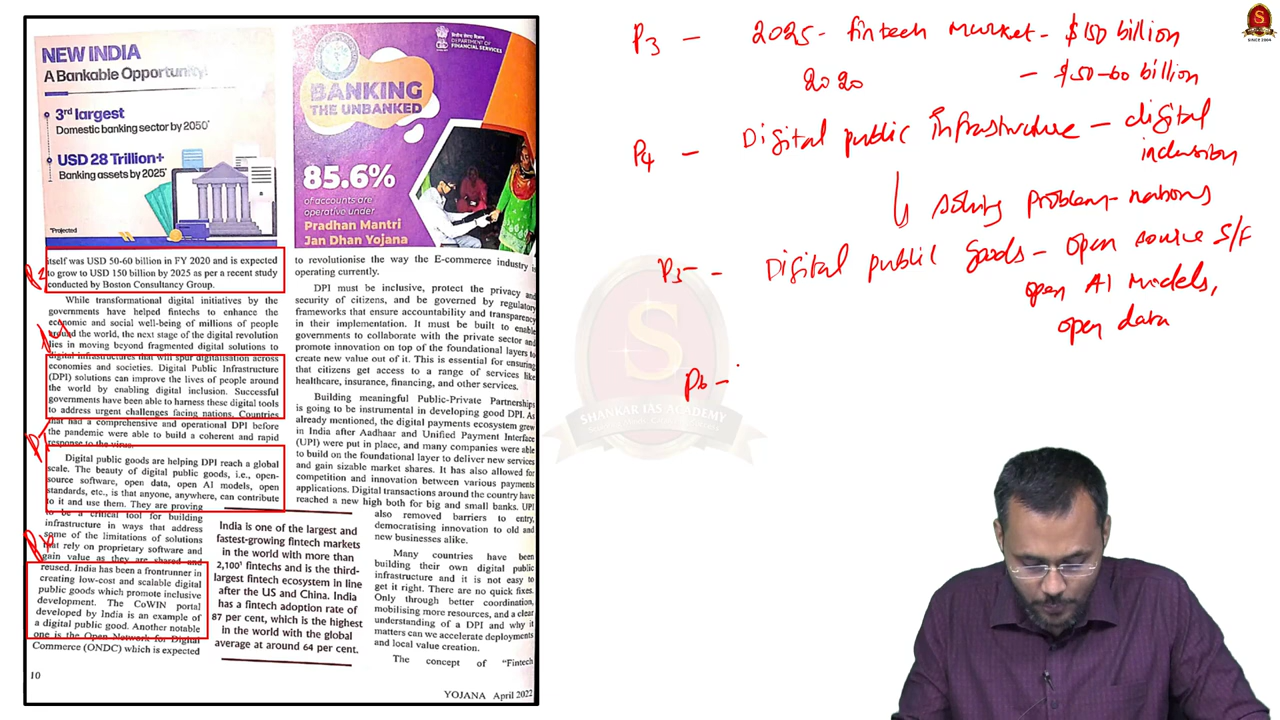 NEW INDIA
A Bankable Opportunity!
3rd largest
Domestic banking sector by 2050*
USD 28 Trillion+
Banking assets by 2025*
*Projected
DEPARTMENT OF
FINANCIAL SERVICES
BANKING
THE UNBANKED
85.6%
of accounts are
operative under
Pradhan Mantri
Jan Dhan Yojana
itself was USD 50-60 billion in FY 2020 and is expected
to grow to USD 150 billion by 2025 as per a recent study
conducted by Boston Consultancy Group.
While transformational digital initiatives by the
governments have helped fintechs to enhance the
economic and social well-being of millions of people
around the world, the next stage of the digital revolution
lies in moving beyond fragmented digital solutions to
digital infrastructures that will spur digitalisation across
economies and societies. Digital Public Infrastructure
(DPI) solutions can improve the lives of people around
the world by enabling digital inclusion. Successful
governments have been able to harness these digital tools
to address urgent challenges facing nations. Countries
that had a comprehensive and operational DPI before
the pandemic were able to build a coherent and rapid
response to the virus.
Digital public goods are helping DPI reach a global
scale. The beauty of digital public goods, i.e., open-
source software, open data, open AI models, open
standards, etc., is that anyone, anywhere, can contribute
to it and use them. They are proving
to be a critical tool for building
infrastructure in ways that address
some of the limitations of solutions
that rely on proprietary software and
gain value as they are shared and
reused. India has been a frontrunner in
creating low-cost and scalable digital
public goods which promote inclusive
development. The CoWIN portal
developed by India is an example of
a digital public good. Another notable
one is the Open Network for Digital
Commerce (ONDC) which is expected
India is one of the largest and
fastest-growing fintech markets
in the world with more than
2,100¹ fintechs and is the third-
largest fintech ecosystem in line
after the US and China. India
has a fintech adoption rate of
87 per cent, which is the highest
in the world with the global
average at around 64 per cent.
to revolutionise the way the E-commerce industry is
operating currently.
DPI must be inclusive, protect the privacy and
security of citizens, and be governed by regulatory
frameworks that ensure accountability and transparency
in their implementation. It must be built to enable
governments to collaborate with the private sector and
promote innovation on top of the foundational layers to
create new value out of it. This is essential for ensuring
that citizens get access to a range of services like
healthcare, insurance, financing, and other services.
Building meaningful Public-Private Partnerships
is going to be instrumental in developing good DPI. As
already mentioned, the digital payments ecosystem grew
in India after Aadhaar and Unified Payment Interface
(UPI) were put in place, and many companies were able
to build on the foundational layer to deliver new services
and gain sizable market shares. It has also allowed for
competition and innovation between various payments
applications. Digital transactions around the country have
reached a new high both for big and small banks. UPI
also removed barriers to entry,
democratising innovation to old and
new businesses alike.
Many countries have been
building their own digital public
infrastructure and it is not easy to
get it right. There are no quick fixes.
Only through better coordination,
mobilising more resources, and a clear
understanding of a DPI and why it
matters can we accelerate deployments
and local value creation.
The concept of "Fintech
10
YOJANA April 2022
P3 - 2025 - fintech market - $150 billion
2020 - $50-60 billion
P4 - Digital public infrastructure - digital
inclusion
solving problem - nations
P5 - Digital public goods - open source S/F
open AI models,
open data
P6 -
SHANKAR IAS ACADEMY
SINCE 2004